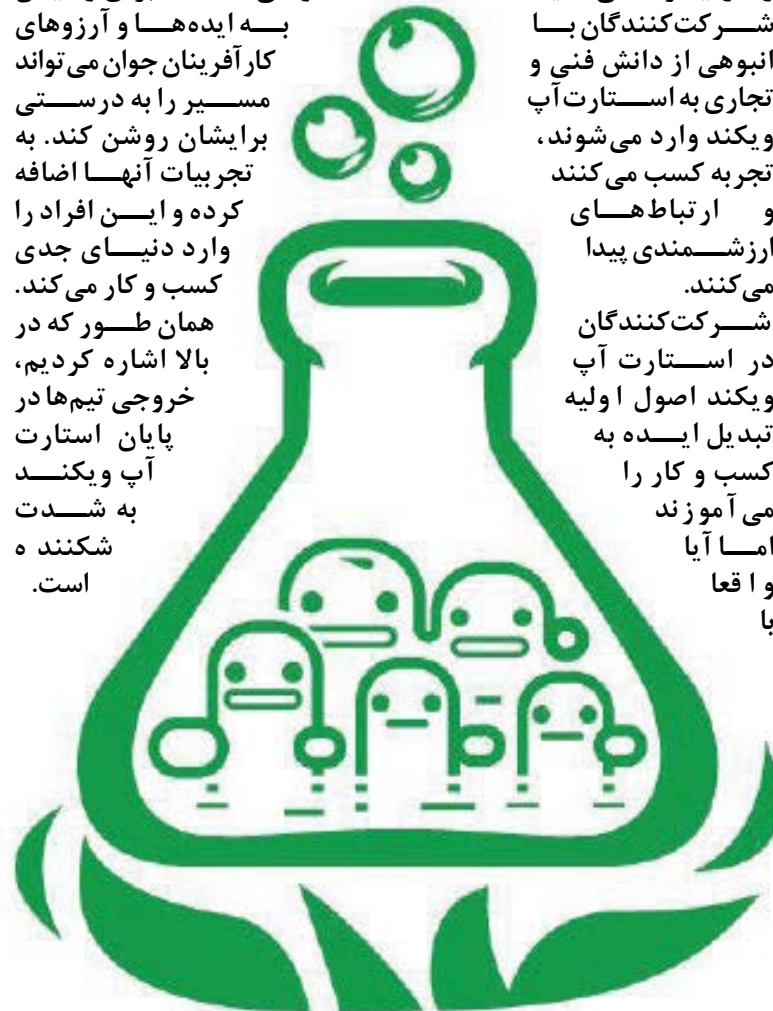 شرکت‌کنندگان با
انبوهی از دانش فنی و
تجاری به استارت‌آپ
ویکند وارد می‌شوند،
تجربه کسب می‌کنند
و ارتباط‌های
ارزشمندی پیدا
می‌کنند.
شرکت‌کنندگان
در استارت آپ
ویکند اصول اولیه
تبدیل ایده به
کسب و کار را
می‌آموزند
اما آیا
واقعا
با
به ایده‌ها و آرزوهای
کارآفرینان جوان می‌تواند
مسیر را به درستی
برایشان روشن کند. به
تجربیات آنها اضافه
کرده و این افراد را
وارد دنیای جدی
کسب و کار می‌کند.
همان طور که در
بالا اشاره کردیم،
خروجی تیم‌ها در
پایان استارت
آپ ویکند
به شدت
شکننده
است.